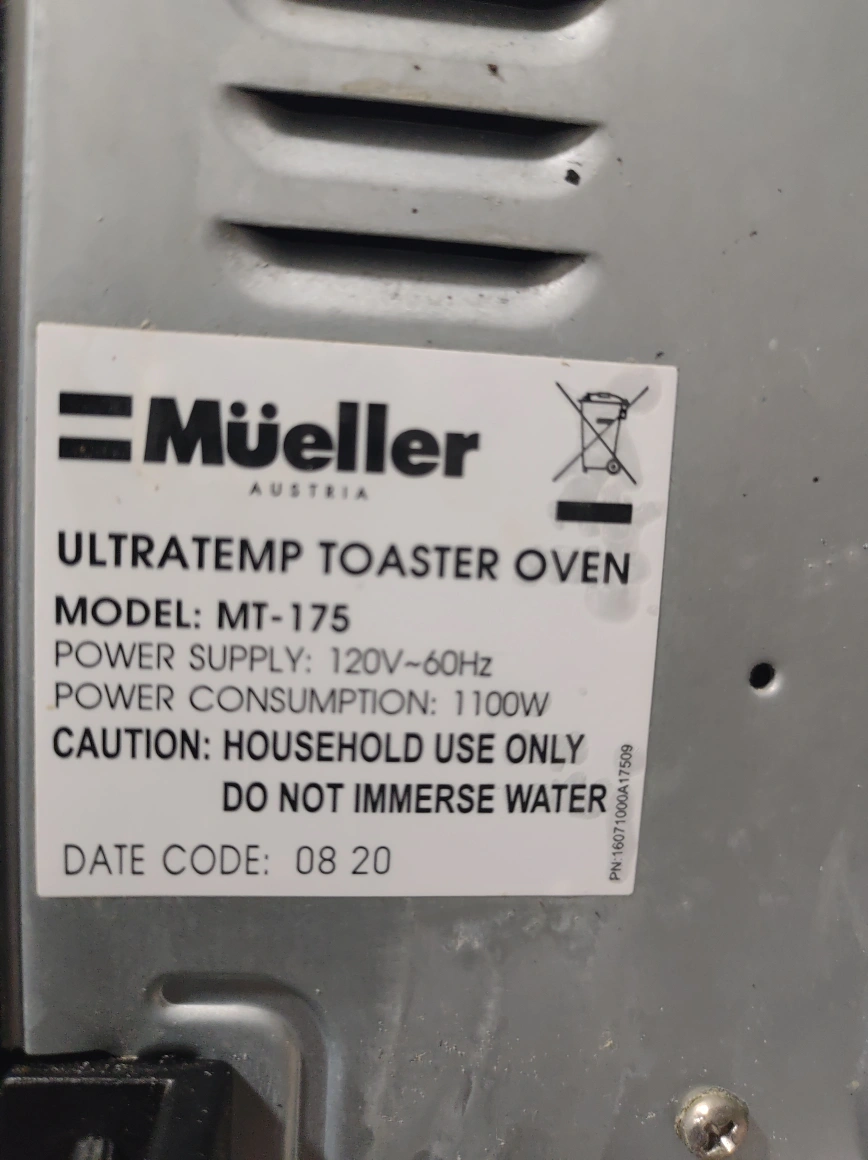 Müeller
AUSTRIA
ULTRATEMP TOASTER OVEN
MODEL: MT-175
POWER SUPPLY: 120V~60Hz
POWER CONSUMPTION: 1100W
CAUTION: HOUSEHOLD USE ONLY
DO NOT IMMERSE WATER
DATE CODE: 08 20
PN:16071000A17509